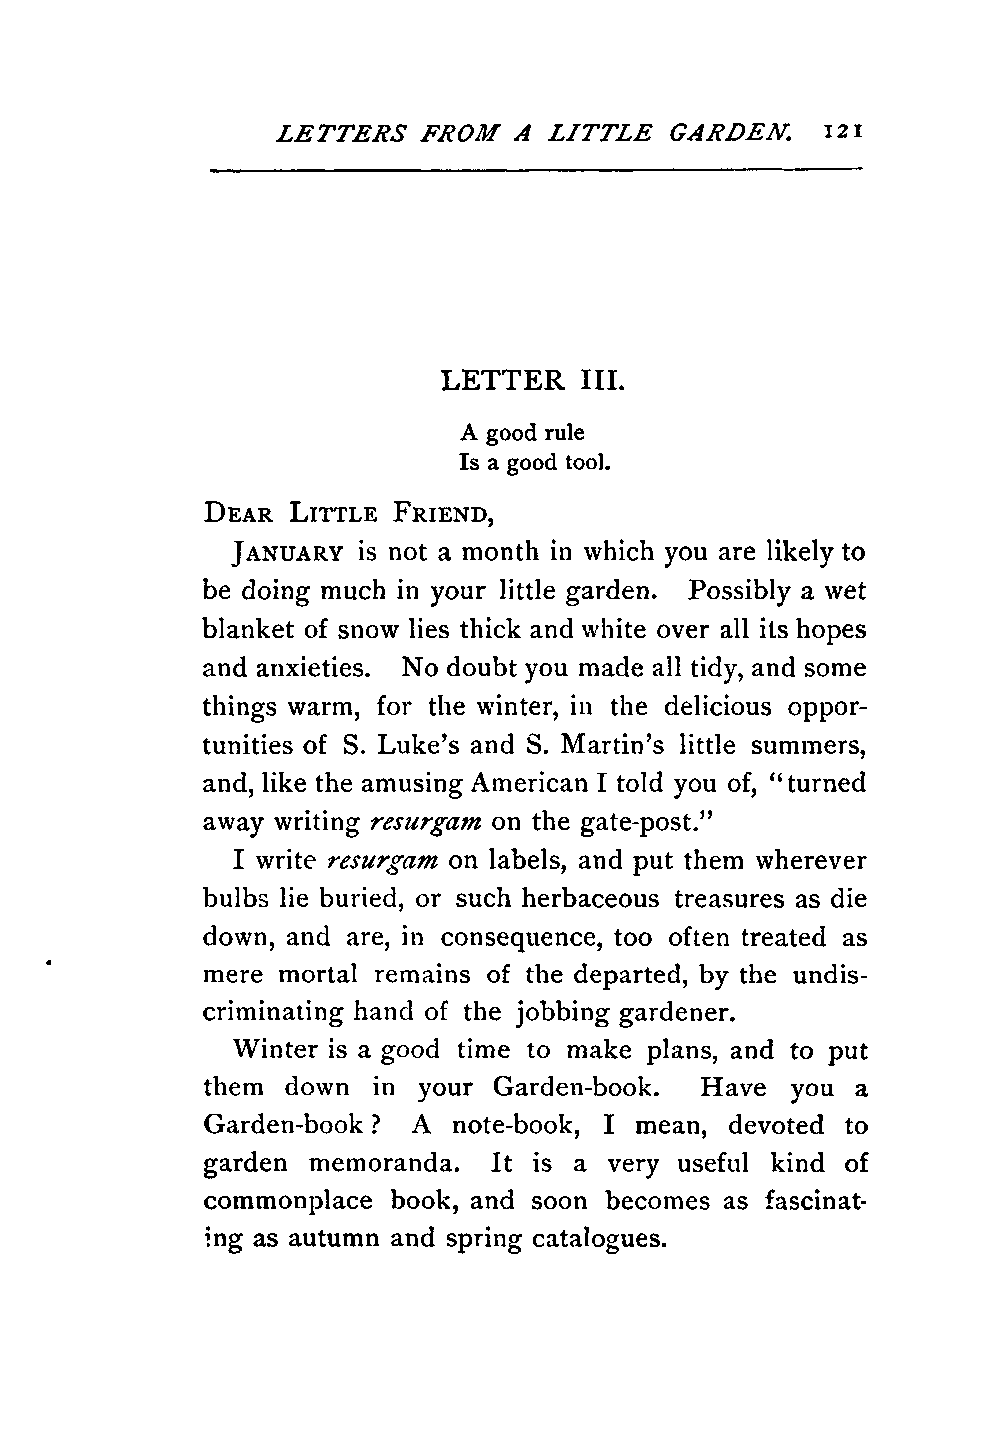 LETTERS FROM A LITTLE GARDEN. 121
LETTER III.
A good rule
Is a good tool.
DEAR LITTLE FRIEND,
JANUARY is not a month in which you are likely to
be doing much in your little garden. Possibly a wet
blanket of snow lies thick and white over all its hopes
and anxieties. No doubt you made all tidy, and some
things warm, for the winter, in the delicious oppor-
tunities of S. Luke's and S. Martin's little summers,
and, like the amusing American I told you of, "turned
away writing resurgam on the gate-post."
I write resurgam on labels, and put them wherever
bulbs lie buried, or such herbaceous treasures as die
down, and are, in consequence, too often treated as
mere mortal remains of the departed, by the undis-
criminating hand of the jobbing gardener.
Winter is a good time to make plans, and to put
them down in your Garden-book. Have you a
Garden-book? A note-book, I mean, devoted to
garden memoranda. It is a very useful kind of
commonplace book, and soon becomes as fascinat-
ing as autumn and spring catalogues.